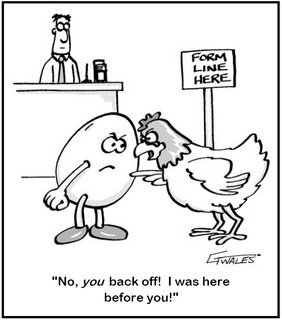 FORM
LINE
HERE
GWALES
"No, you back off! I was here
before you!"